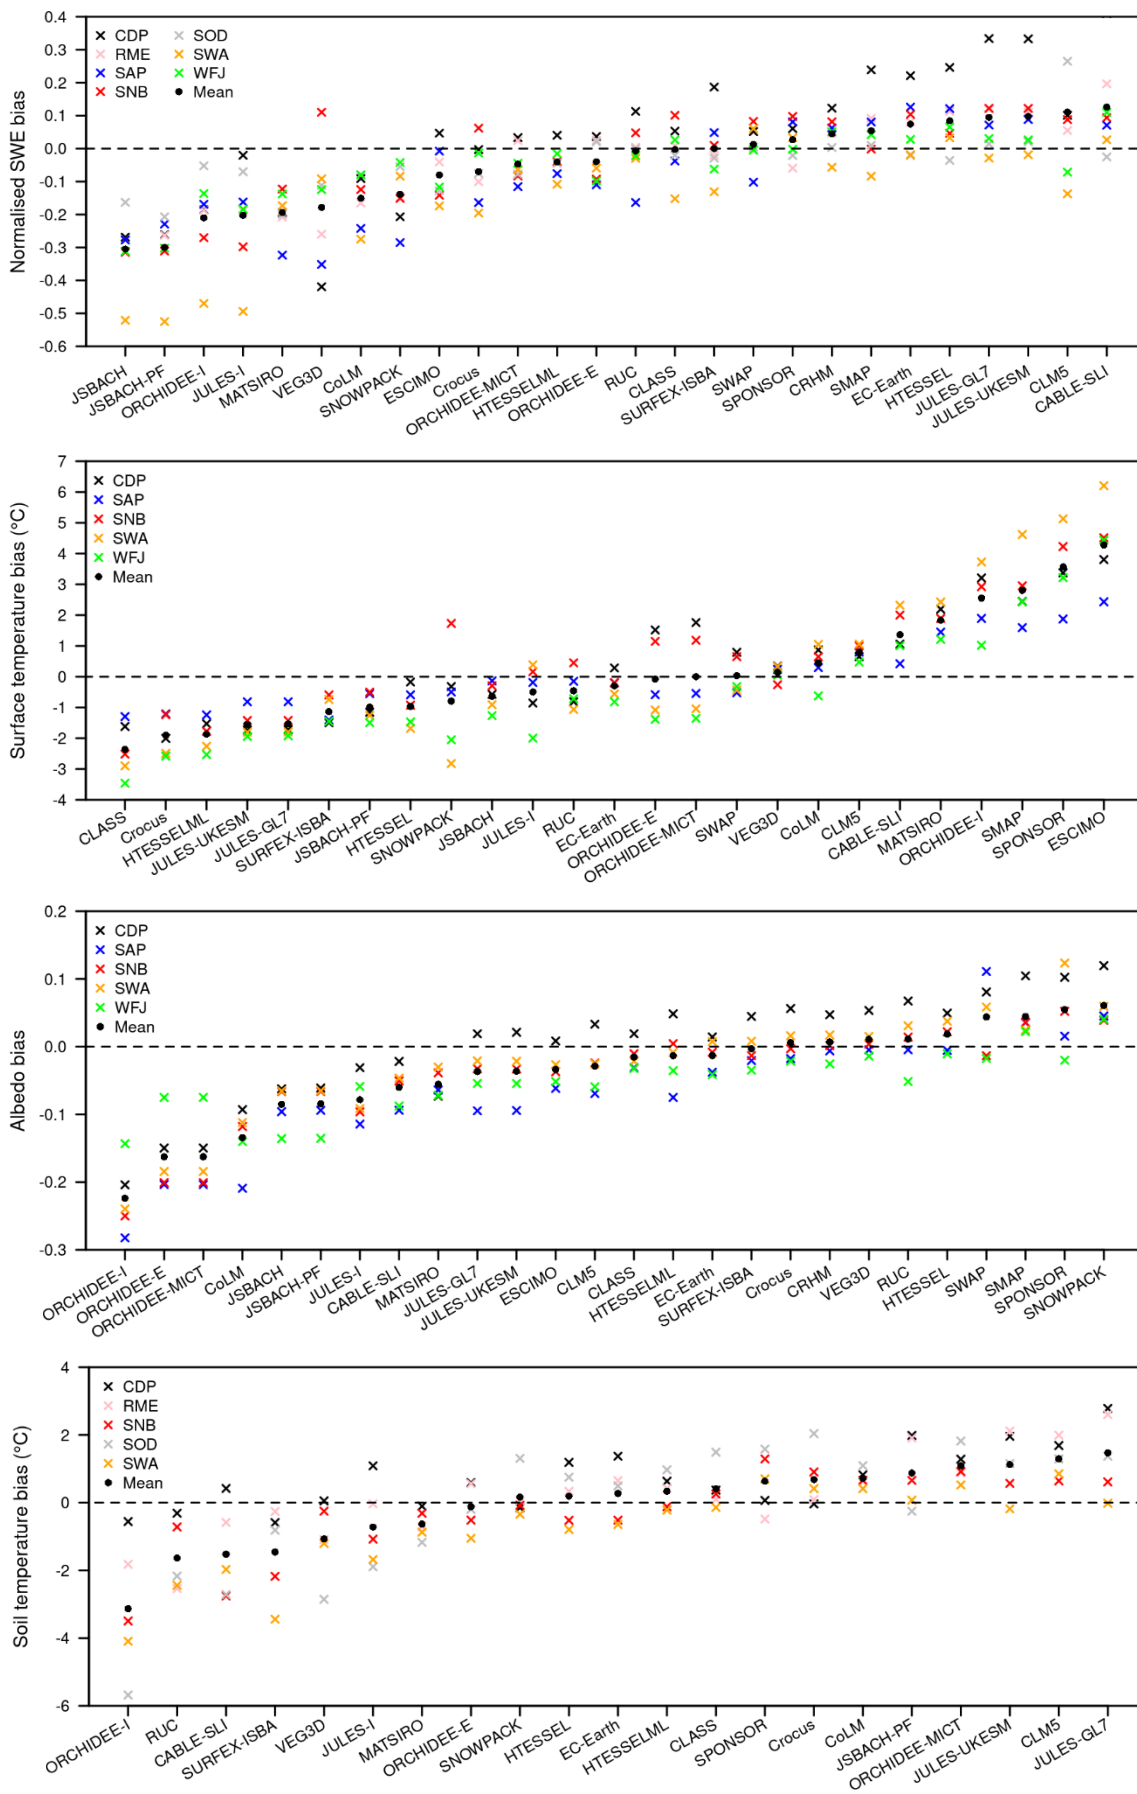 0.4
0.3
0.2
0.1
0.0
-0.1
-0.2
-0.3
-0.4
-0.5
-0.6
Normalised SWE bias
CDP SOD
RME SWA
SAP WFJ
SNB Mean
JSBACH
JSBACH-PF
ORCHIDEE-I
JULES-I
MATSIRO
VEG3D
CoLM
SNOWPACK
ESCIMO
Crocus
ORCHIDEE-MICT
HTESSELML
ORCHIDEE-E
RUC
CLASS
SURFEX-ISBA
SWAP
SPONSOR
CRHM
SMAP
EC-Earth
HTESSEL
JULES-GL7
JULES-UKESM
CLM5
CABLE-SLI
7
6
5
4
3
2
1
0
-1
-2
-3
-4
Surface temperature bias (°C)
CDP
SAP
SNB
SWA
WFJ
Mean
CLASS
Crocus
HTESSELML
JULES-UKESM
JULES-GL7
SURFEX-ISBA
JSBACH-PF
HTESSEL
SNOWPACK
JSBACH
JULES-I
RUC
EC-Earth
ORCHIDEE-E
ORCHIDEE-MICT
SWAP
VEG3D
CoLM
CLM5
CABLE-SLI
MATSIRO
ORCHIDEE-I
SMAP
SPONSOR
ESCIMO
0.2
0.1
0.0
-0.1
-0.2
-0.3
Albedo bias
CDP
SAP
SNB
SWA
WFJ
Mean
ORCHIDEE-I
ORCHIDEE-E
ORCHIDEE-MICT
CoLM
JSBACH
JSBACH-PF
JULES-I
CABLE-SLI
MATSIRO
JULES-GL7
JULES-UKESM
ESCIMO
CLM5
CLASS
HTESSELML
EC-Earth
SURFEX-ISBA
Crocus
CRHM
VEG3D
RUC
HTESSEL
SWAP
SMAP
SPONSOR
SNOWPACK
4
2
0
-2
-4
-6
Soil temperature bias (°C)
CDP
RME
SNB
SOD
SWA
Mean
ORCHIDEE-I
RUC
CABLE-SLI
SURFEX-ISBA
VEG3D
JULES-I
MATSIRO
ORCHIDEE-E
SNOWPACK
HTESSEL
EC-Earth
HTESSELML
CLASS
SPONSOR
Crocus
CoLM
JSBACH-PF
ORCHIDEE-MICT
JULES-UKESM
CLM5
JULES-GL7